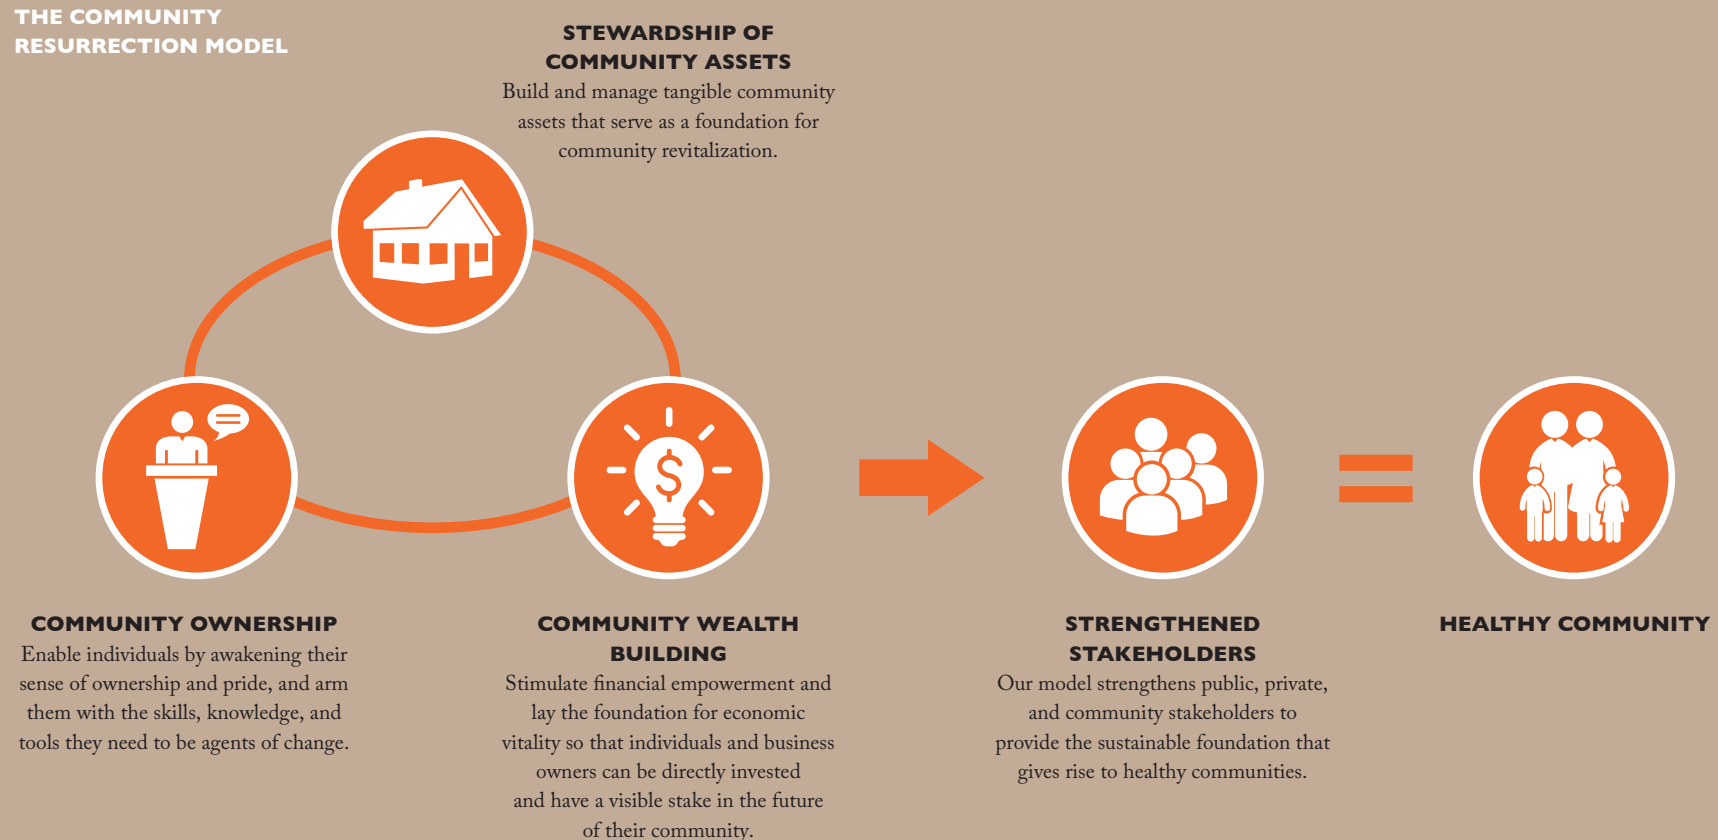 THE COMMUNITY
RESURRECTION MODEL
STEWARDSHIP OF
COMMUNITY ASSETS
Build and manage tangible community
assets that serve as a foundation for
community revitalization.
$
COMMUNITY OWNERSHIP
Enable individuals by awakening their
sense of ownership and pride, and arm
them with the skills, knowledge, and
tools they need to be agents of change.
COMMUNITY WEALTH
BUILDING
Stimulate financial empowerment and
lay the foundation for economic
vitality so that individuals and business
owners can be directly invested
and have a visible stake in the future
of their community.
STRENGTHENED
STAKEHOLDERS
Our model strengthens public, private,
and community stakeholders to
provide the sustainable foundation that
gives rise to healthy communities.
HEALTHY COMMUNITY